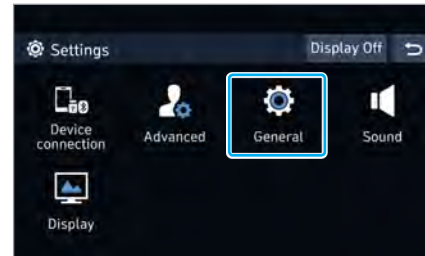 Settings
Display Off
Device
connection
Advanced
General
Sound
Display